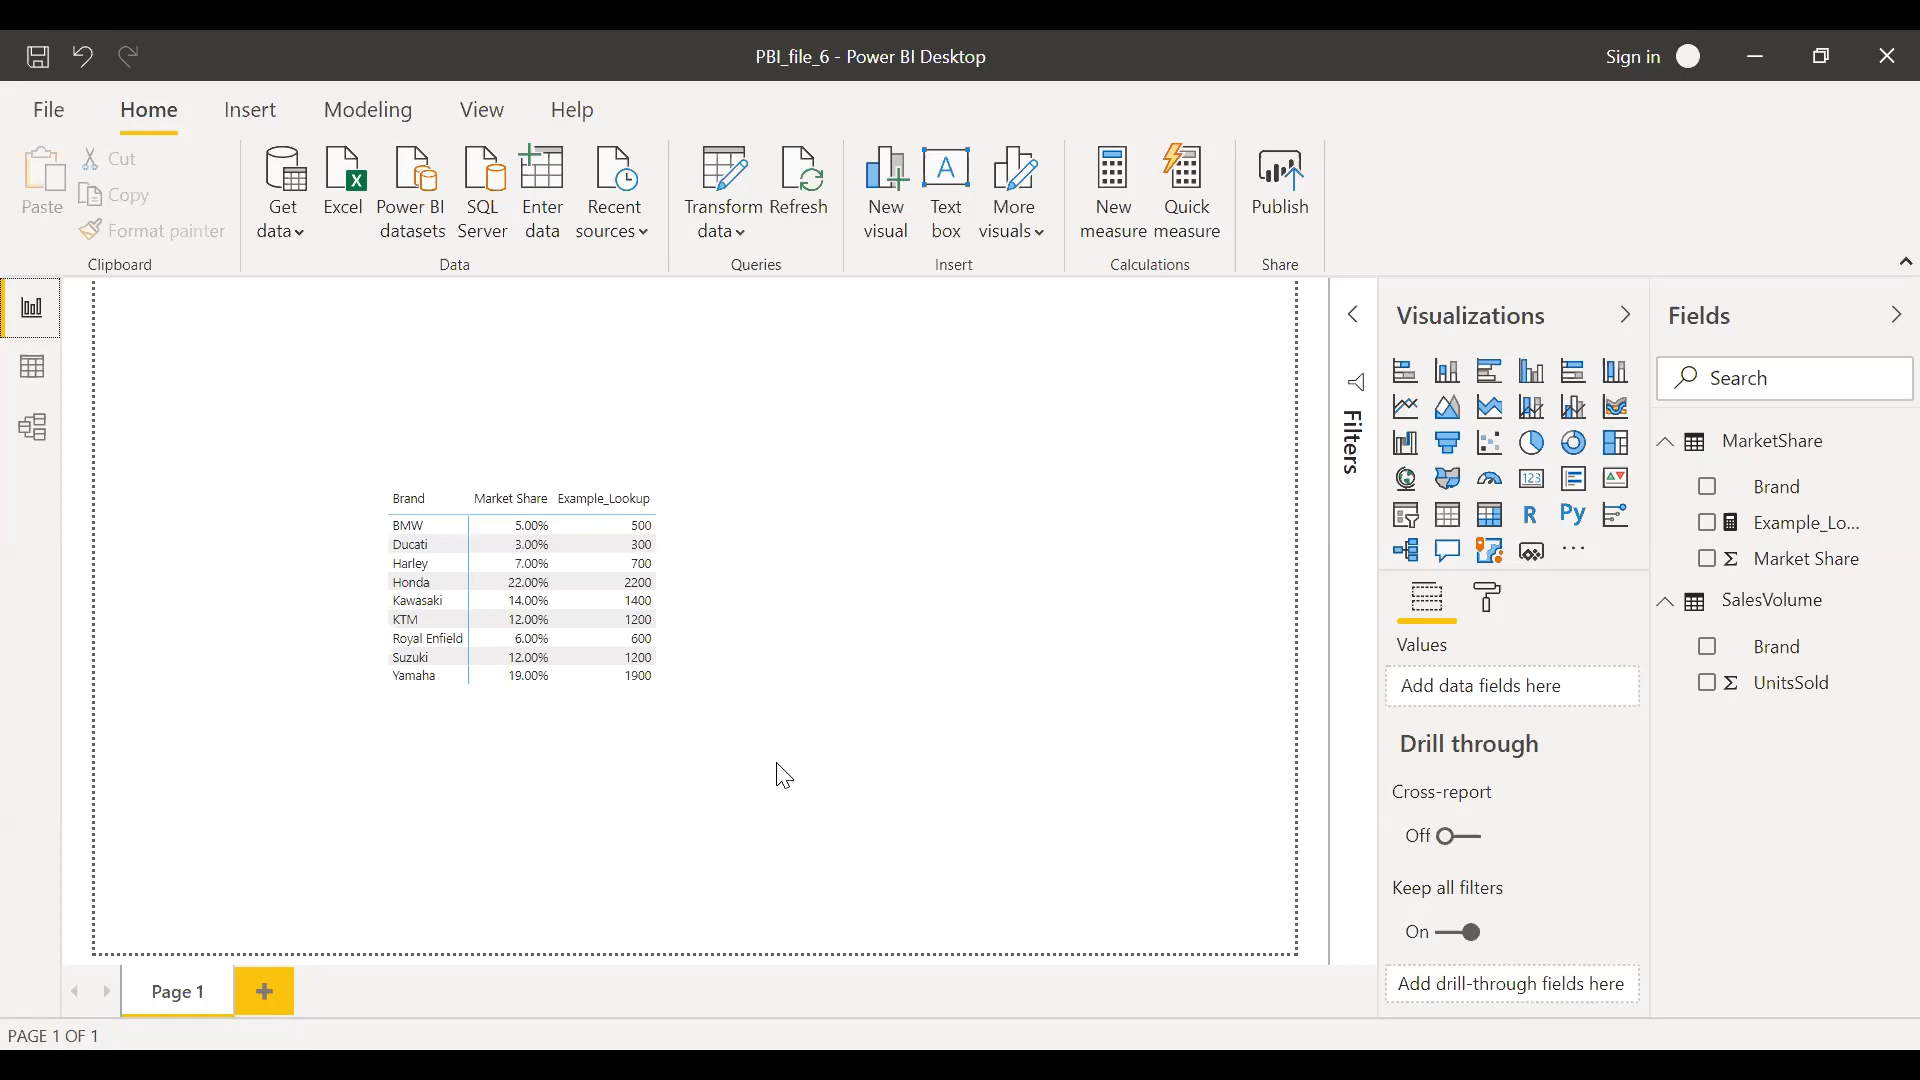 PBI_file_6 - Power BI Desktop
Sign in
File Home Insert Modeling View Help
Paste
Cut
Copy
Format painter
Clipboard
Get data
Excel
Power BI datasets
SQL Server
Enter data
Recent sources
Data
Transform data
Refresh
Queries
New visual
Text box
More visuals
Insert
New measure
Quick measure
Calculations
Publish
Share
Brand Market Share Example_Lookup
BMW 5.00% 500
Ducati 3.00% 300
Harley 7.00% 700
Honda 22.00% 2200
Kawasaki 14.00% 1400
KTM 12.00% 1200
Royal Enfield 6.00% 600
Suzuki 12.00% 1200
Yamaha 19.00% 1900
Filters
Visualizations
123
R
Py
Values
Add data fields here
Drill through
Cross-report
Off
Keep all filters
On
Add drill-through fields here
Fields
Search
MarketShare
Brand
Example_Lo...
Market Share
SalesVolume
Brand
UnitsSold
Page 1
PAGE 1 OF 1